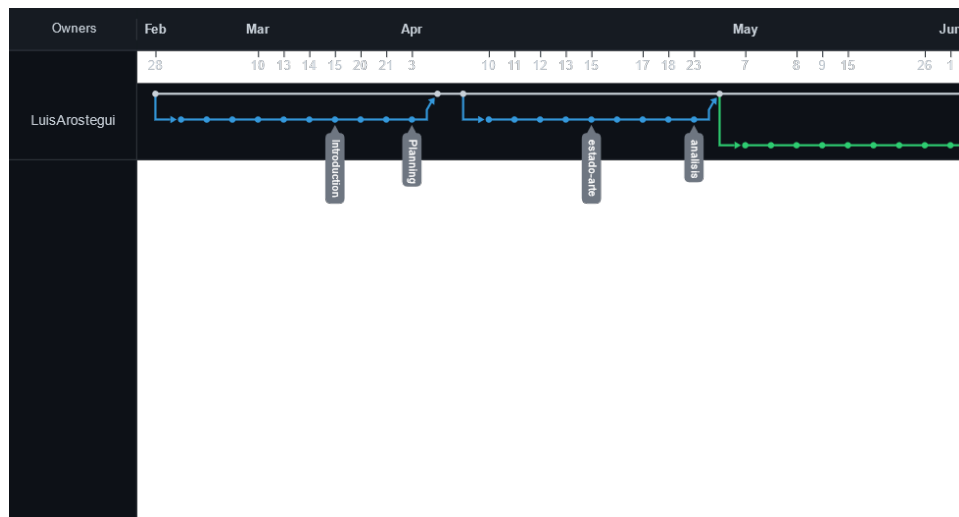 Owners Feb Mar Apr May Jun
28 10 13 14 15 20 21 3 10 11 12 13 15 17 18 23 7 8 9 15 26 1
LuisArostegui
introduction
Planning
estado-arte
analisis